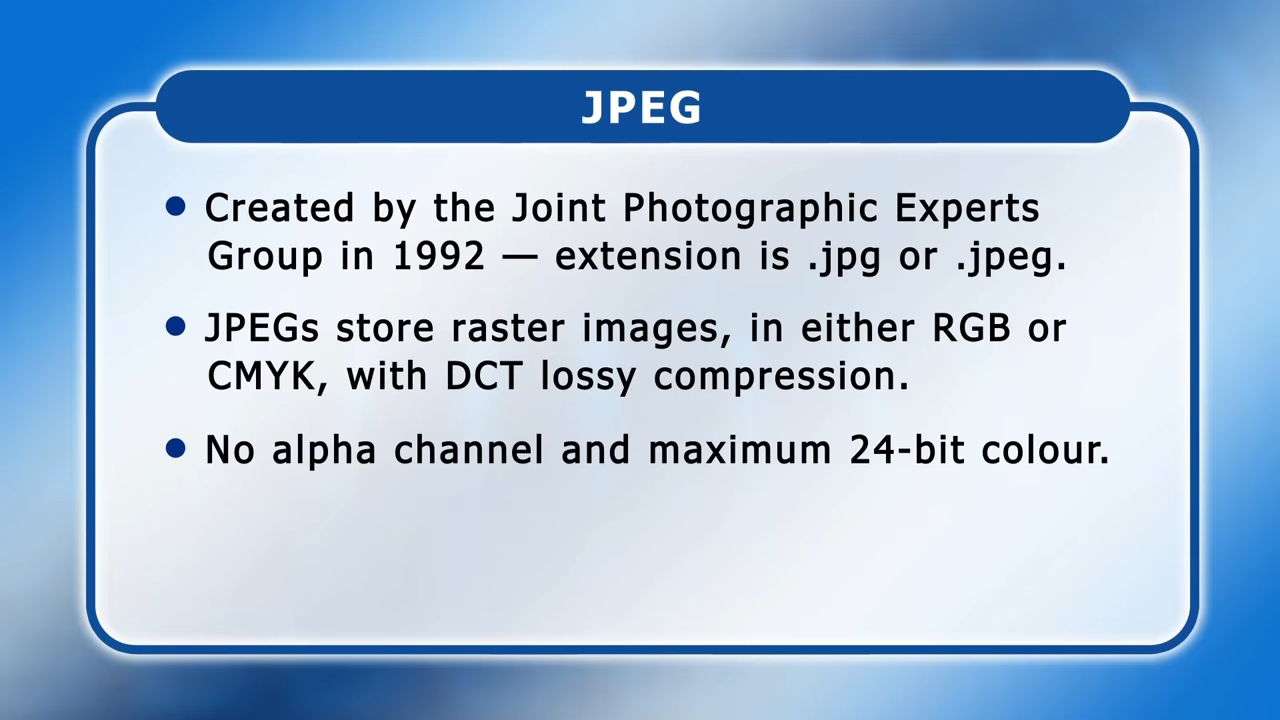 JPEG
• Created by the Joint Photographic Experts
Group in 1992 — extension is .jpg or .jpeg.
• JPEGs store raster images, in either RGB or
CMYK, with DCT lossy compression.
• No alpha channel and maximum 24-bit colour.